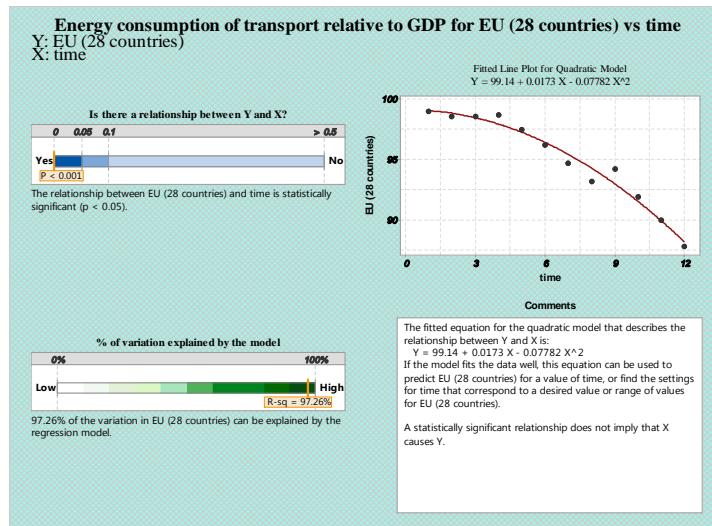 Energy consumption of transport relative to GDP for EU (28 countries) vs time
Y: EU (28 countries)
X: time
Is there a relationship between Y and X?
0 0.05 0.1 > 0.5
Yes No
P < 0.001
The relationship between EU (28 countries) and time is statistically
significant (p < 0.05).
% of variation explained by the model
0% 100%
Low High
R-sq = 97.26%
97.26% of the variation in EU (28 countries) can be explained by the
regression model.
Fitted Line Plot for Quadratic Model
Y = 99.14 + 0.0173 X - 0.07782 X^2
100
95
90
EU (28 countries)
0 3 6 9 12
time
Comments
The fitted equation for the quadratic model that describes the
relationship between Y and X is:
Y = 99.14 + 0.0173 X - 0.07782 X^2
If the model fits the data well, this equation can be used to
predict EU (28 countries) for a value of time, or find the settings
for time that correspond to a desired value or range of values
for EU (28 countries).
A statistically significant relationship does not imply that X
causes Y.